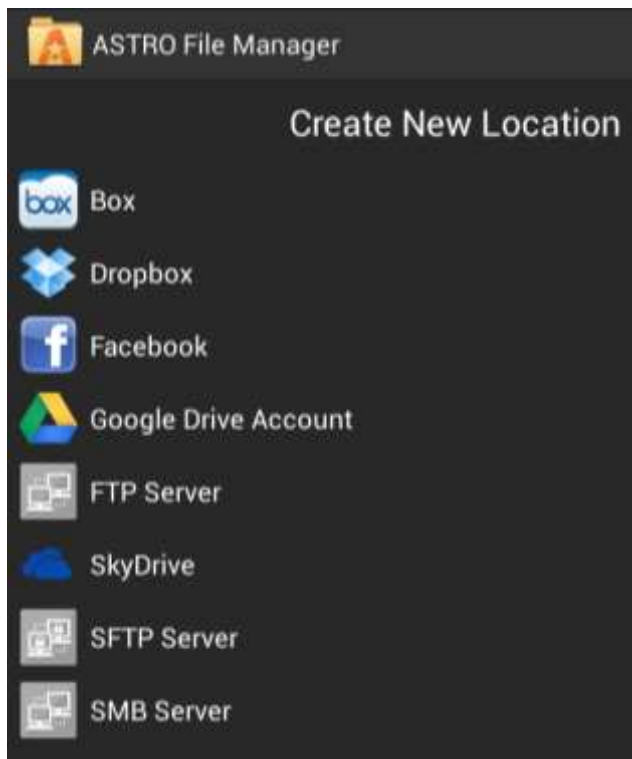 ASTRO File Manager
Create New Location
box Box
Dropbox
f Facebook
Google Drive Account
FTP Server
SkyDrive
SFTP Server
SMB Server